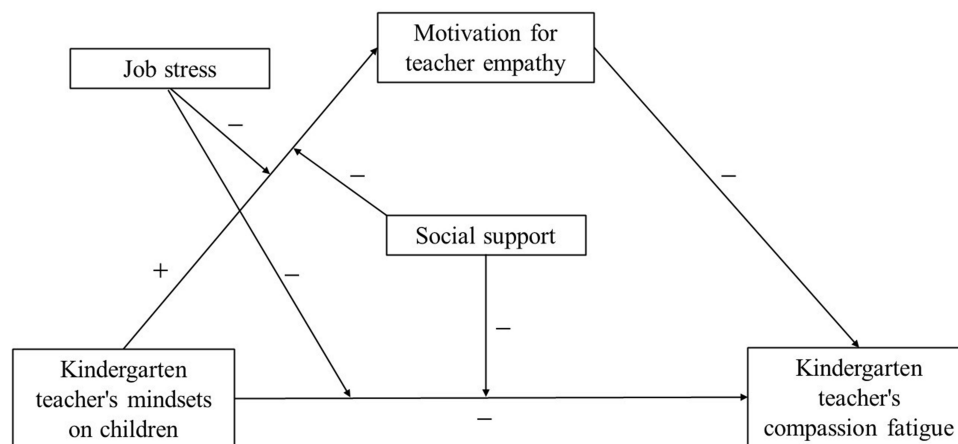 Motivation for
teacher empathy
Job stress
–
–
–
Social support
+
–
–
Kindergarten
teacher's mindsets
on children
–
Kindergarten
teacher's
compassion fatigue